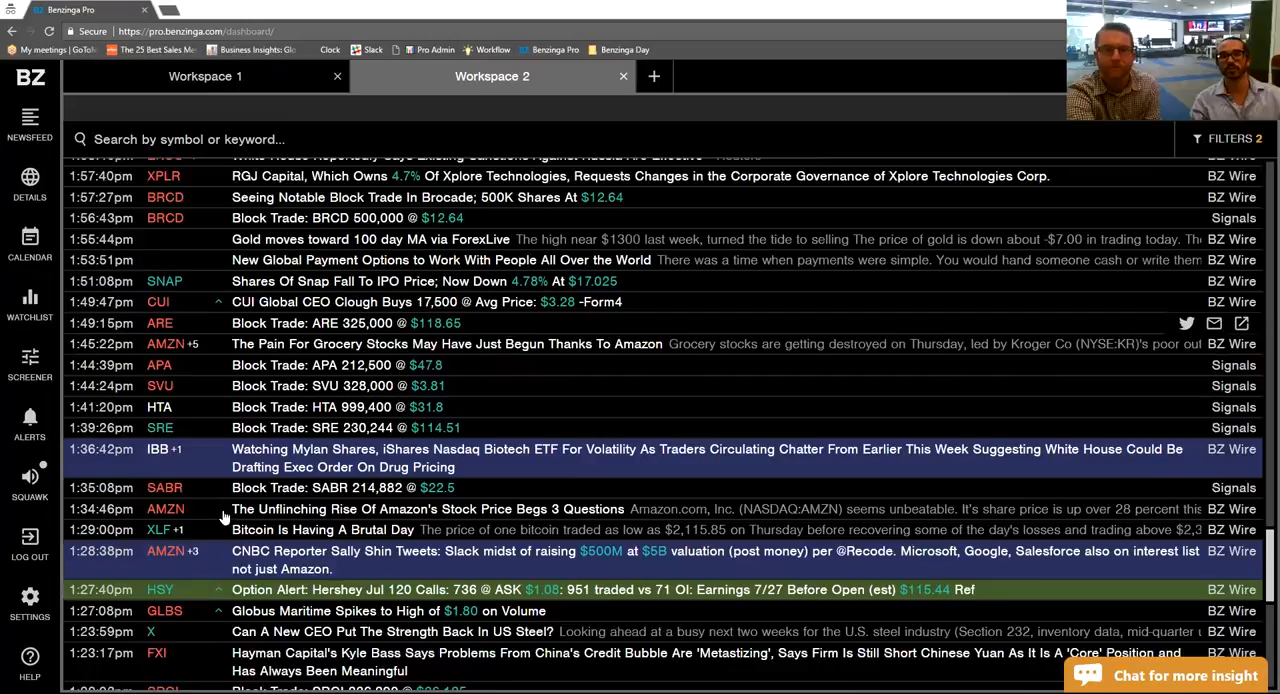 Benzinga Pro
Secure https://pro.benzinga.com/dashboard/
My meetings | GoToM The 25 Best Sales Me Business Insights: Glo Clock Slack Pro Admin Workflow Benzinga Pro Benzinga Day
BZ Workspace 1 Workspace 2
NEWSFEED
DETAILS
CALENDAR
WATCHLIST
SCREENER
ALERTS
SQUAWK
LOG OUT
SETTINGS
HELP
Search by symbol or keyword... FILTERS 2
White House Reportedly Says Existing Sanctions Against Russia Are Effective
1:57:40pm XPLR RGJ Capital, Which Owns 4.7% Of Xplore Technologies, Requests Changes in the Corporate Governance of Xplore Technologies Corp. BZ Wire
1:57:27pm BRCD Seeing Notable Block Trade In Brocade; 500K Shares At $12.64 BZ Wire
1:56:43pm BRCD Block Trade: BRCD 500,000 @ $12.64 Signals
1:55:44pm Gold moves toward 100 day MA via ForexLive The high near $1300 last week, turned the tide to selling The price of gold is down about -$7.00 in trading today. Th BZ Wire
1:53:51pm New Global Payment Options to Work With People All Over the World There was a time when payments were simple. You would hand someone cash or write them BZ Wire
1:51:08pm SNAP Shares Of Snap Fall To IPO Price; Now Down 4.78% At $17.025 BZ Wire
1:49:47pm CUI CUI Global CEO Clough Buys 17,500 @ Avg Price: $3.28 -Form4 BZ Wire
1:49:15pm ARE Block Trade: ARE 325,000 @ $118.65
1:45:22pm AMZN +5 The Pain For Grocery Stocks May Have Just Begun Thanks To Amazon Grocery stocks are getting destroyed on Thursday, led by Kroger Co (NYSE:KR)'s poor out BZ Wire
1:44:39pm APA Block Trade: APA 212,500 @ $47.8 Signals
1:44:24pm SVU Block Trade: SVU 328,000 @ $3.81 Signals
1:41:20pm HTA Block Trade: HTA 999,400 @ $31.8 Signals
1:39:26pm SRE Block Trade: SRE 230,244 @ $114.51 Signals
1:36:42pm IBB +1 Watching Mylan Shares, iShares Nasdaq Biotech ETF For Volatility As Traders Circulating Chatter From Earlier This Week Suggesting White House Could Be BZ Wire
Drafting Exec Order On Drug Pricing
1:35:08pm SABR Block Trade: SABR 214,882 @ $22.5 Signals
1:34:46pm AMZN The Unflinching Rise Of Amazon's Stock Price Begs 3 Questions Amazon.com, Inc. (NASDAQ:AMZN) seems unbeatable. It's share price is up over 28 percent this BZ Wire
1:29:00pm XLF +1 Bitcoin Is Having A Brutal Day The price of one bitcoin traded as low as $2,115.85 on Thursday before recovering some of the day's losses and trading above $2,3 BZ Wire
1:28:38pm AMZN +3 CNBC Reporter Sally Shin Tweets: Slack midst of raising $500M at $5B valuation (post money) per @Recode. Microsoft, Google, Salesforce also on interest list BZ Wire
not just Amazon.
1:27:40pm HSY Option Alert: Hershey Jul 120 Calls: 736 @ ASK $1.08: 951 traded vs 71 OI: Earnings 7/27 Before Open (est) $115.44 Ref BZ Wire
1:27:08pm GLBS Globus Maritime Spikes to High of $1.80 on Volume BZ Wire
1:23:59pm X Can A New CEO Put The Strength Back In US Steel? Looking ahead at a busy next two weeks for the U.S. steel industry (Section 232, inventory data, mid-quarter BZ Wire
1:23:17pm FXI Hayman Capital's Kyle Bass Says Problems From China's Credit Bubble Are 'Metastizing', Says Firm Is Still Short Chinese Yuan As It Is A 'Core' Position and BZ Wire
Has Always Been Meaningful
Chat for more insight